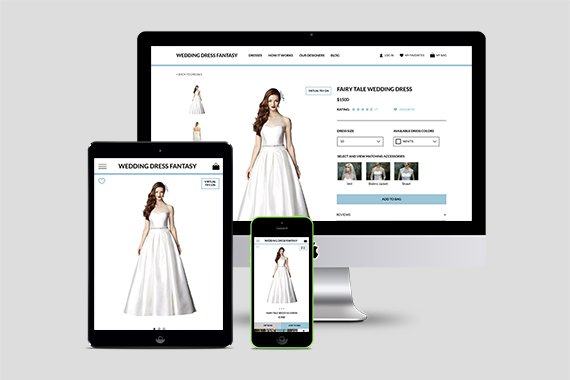 WEDDING DRESS FANTASY
DRESSES HOW IT WORKS OUR DESIGNERS BLOG
LOG IN MY FAVORITES MY BAG
< BACK TO DRESSES
VIRTUAL TRY-ON
FAIRY TALE WEDDING DRESS
$1500
RATING:
FAVORITE
DRESS SIZE
AVAILABLE DRESS COLORS
WHITE
SELECT AND VIEW MATCHING ACCESSORIES
Veil Bolero Jacket Shawl
ADD TO BAG
REVIEWS
WEDDING DRESS FANTASY
VIRTUAL
TRY-ON
WEDDING DRESS FANTASY
FAIRY TALE WEDDING DRESS
$1500
ADD TO BAG